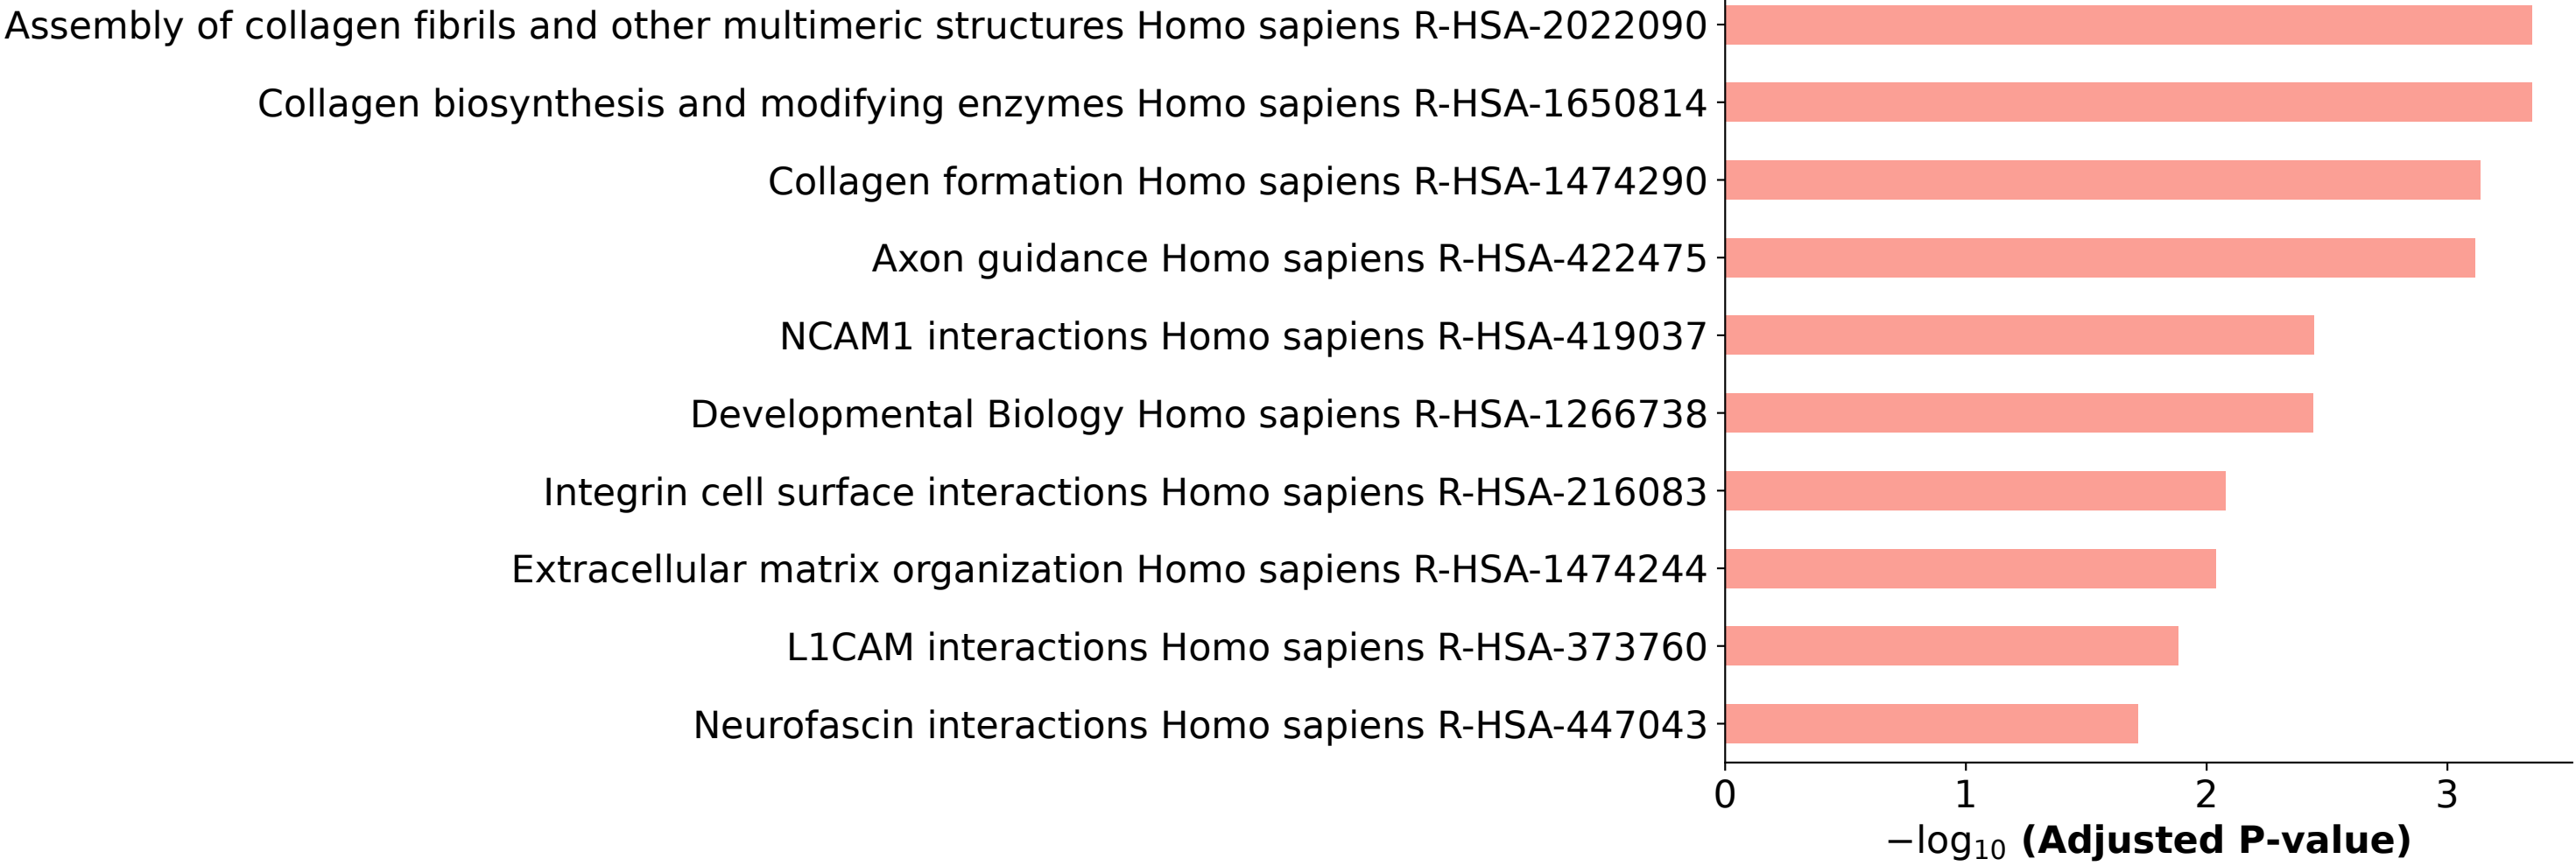 Assembly of collagen fibrils and other multimeric structures Homo sapiens R-HSA-2022090
Collagen biosynthesis and modifying enzymes Homo sapiens R-HSA-1650814
Collagen formation Homo sapiens R-HSA-1474290
Axon guidance Homo sapiens R-HSA-422475
NCAM1 interactions Homo sapiens R-HSA-419037
Developmental Biology Homo sapiens R-HSA-1266738
Integrin cell surface interactions Homo sapiens R-HSA-216083
Extracellular matrix organization Homo sapiens R-HSA-1474244
L1CAM interactions Homo sapiens R-HSA-373760
Neurofascin interactions Homo sapiens R-HSA-447043
0 1 2 3
−log₁₀ (Adjusted P-value)